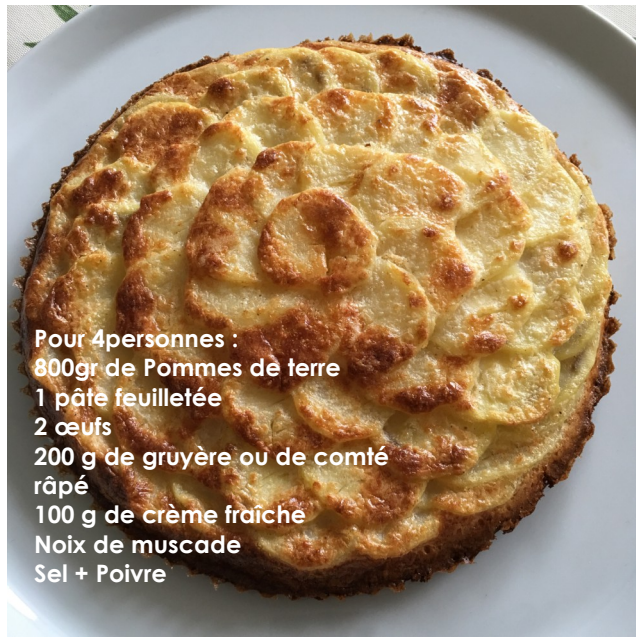 Pour 4personnes :
800gr de Pommes de terre
1 pâte feuilletée
2 œufs
200 g de gruyère ou de comté
râpé
100 g de crème fraîche
Noix de muscade
Sel + Poivre